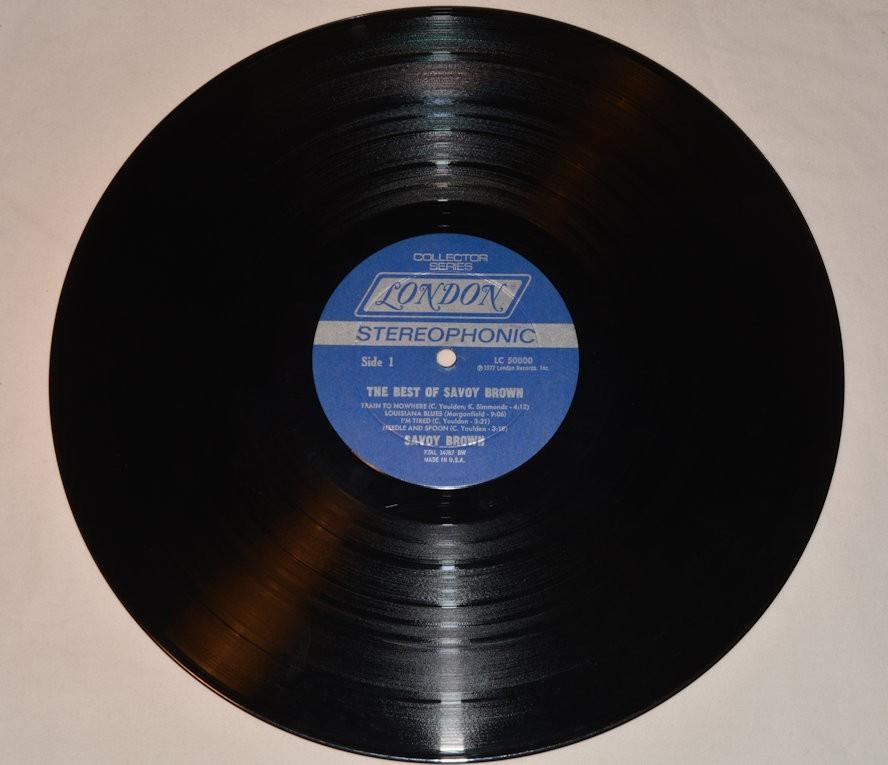 COLLECTOR
SERIES
LONDON
STEREOPHONIC
Side 1
LC 50000
℗1977 London Records, Inc.
THE BEST OF SAVOY BROWN
TRAIN TO NOWHERE (C. Youlden; K. Simmonds - 4:12)
LOUISIANA BLUES (Morganfield - 9:06)
I'M TIRED (C. Youlden - 3:21)
NEEDLE AND SPOON (C. Youlden - 3:18)
SAVOY BROWN
MADE IN U.S.A.